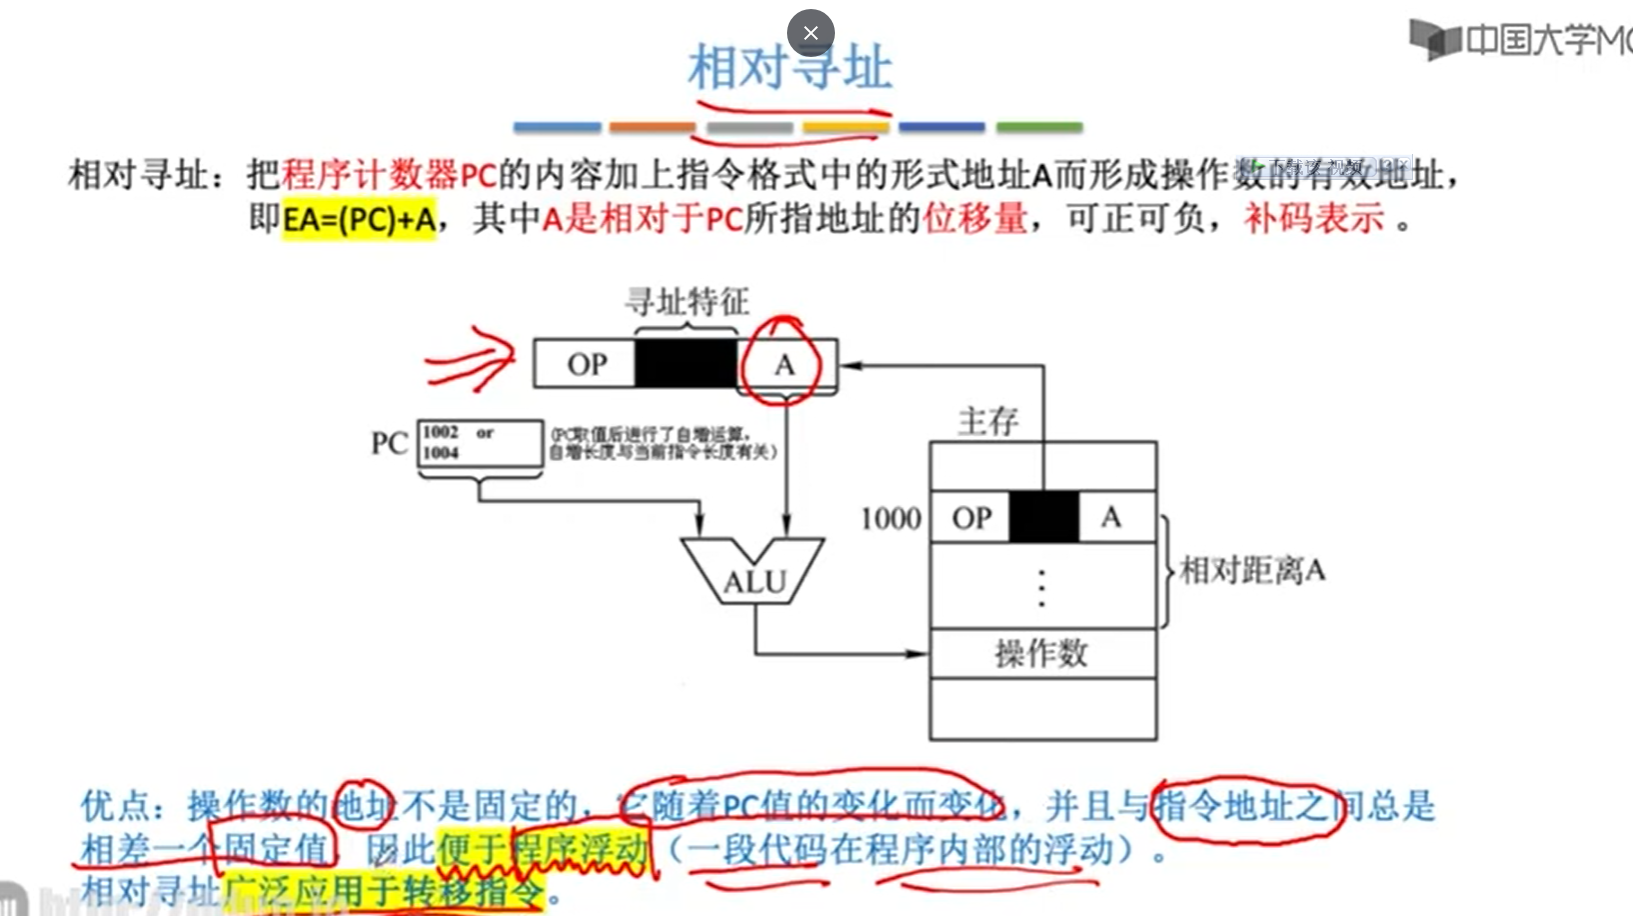 中国大学MO
相对寻址
相对寻址：把程序计数器PC的内容加上指令格式中的形式地址A而形成操作数的有效地址，
即EA=(PC)+A，其中A是相对于PC所指地址的位移量，可正可负，补码表示 。
寻址特征
OP A
PC 1002 or
1004
(PC取值后进行了自增运算，
自增长度与当前指令长度有关)
主存
1000 OP A
ALU
相对距离A
操作数
优点：操作数的地址不是固定的，它随着PC值的变化而变化，并且与指令地址之间总是
相差一个固定值，因此便于程序浮动（一段代码在程序内部的浮动）。
相对寻址广泛应用于转移指令。